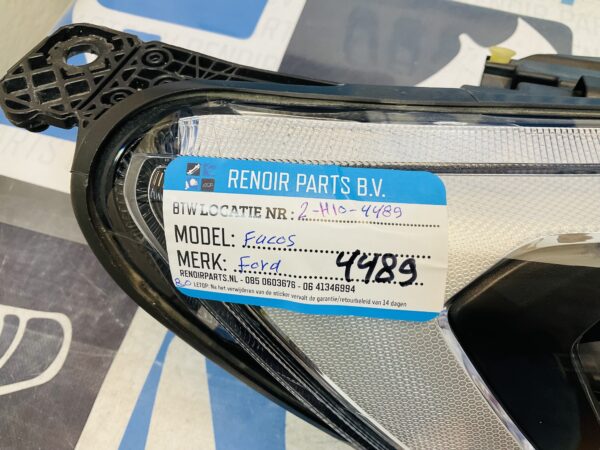 RENOIR PARTS B.V.
BTW LOCATIE NR : 2-H10-4489
MODEL: Fucos
MERK: Ford 4489
RENOIRPARTS.NL - 085 0603676 - 06 41346994
LETOP: Na het verwijderen van de sticker vervalt de garantie/retourbeleid van 14 dagen